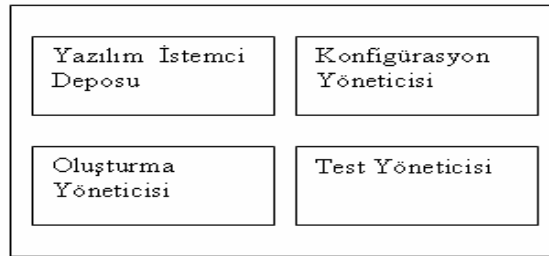 Yazılım İstemci
Deposu
Konfigürasyon
Yöneticisi
Oluşturma
Yöneticisi
Test Yöneticisi